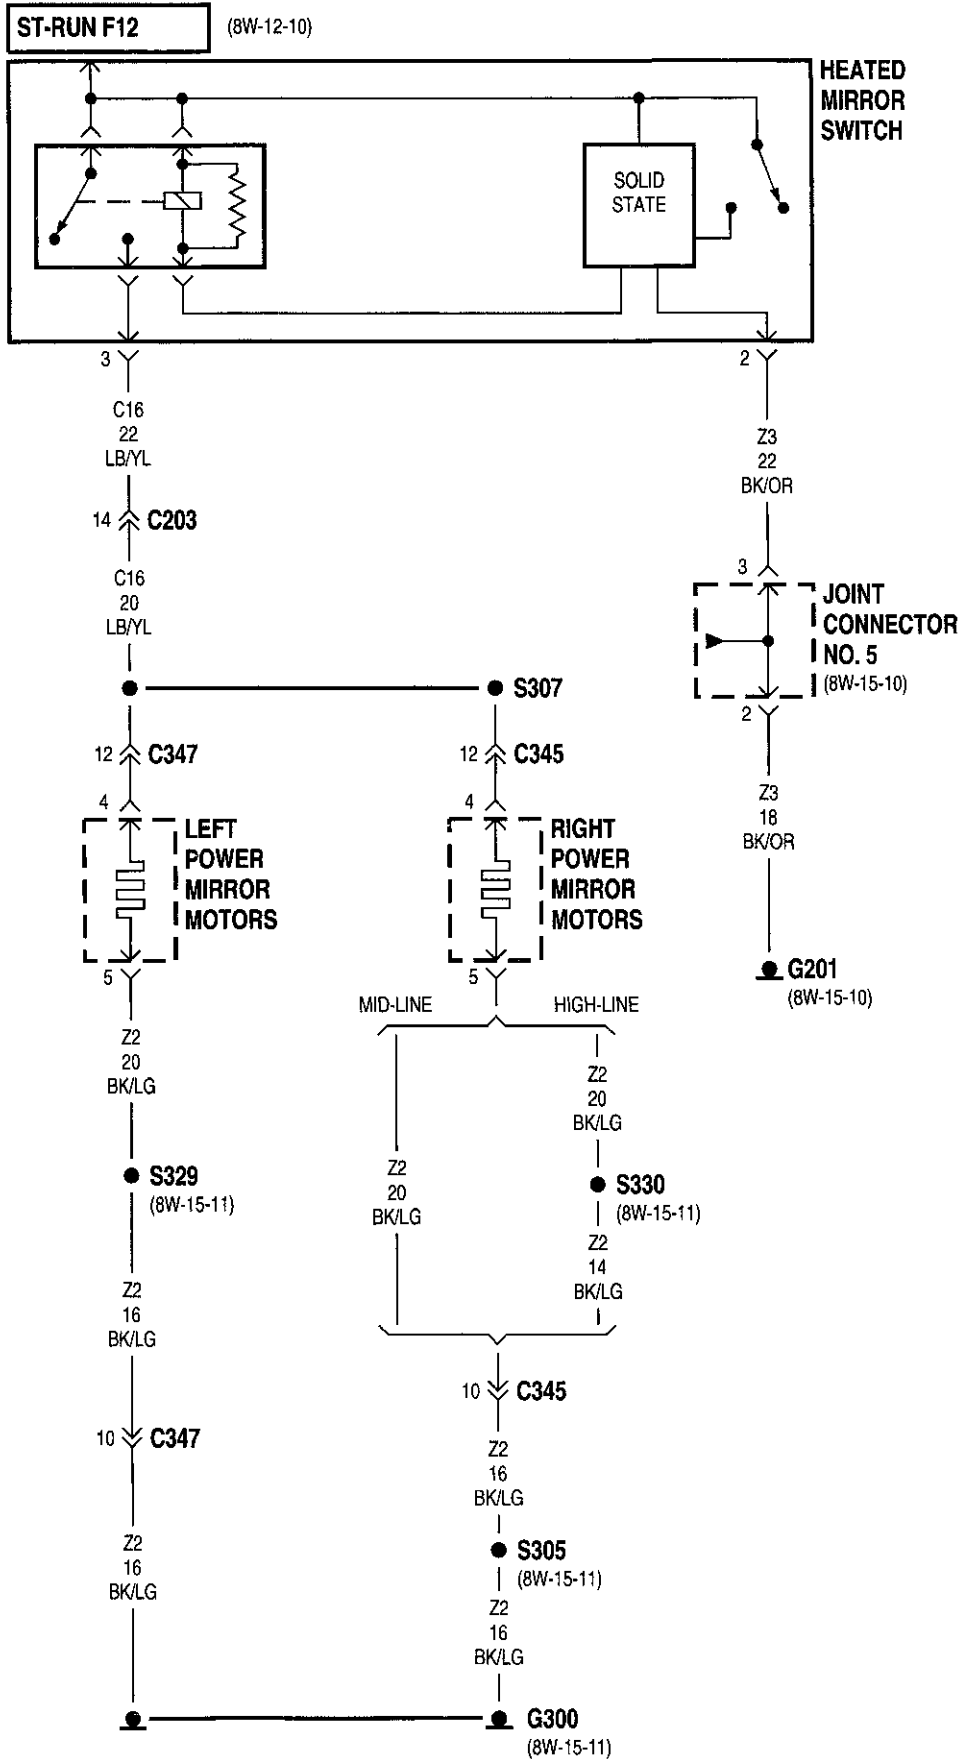 ST-RUN F12
(8W-12-10)
HEATED
MIRROR
SWITCH
SOLID
STATE
3
2
C16
22
LB/YL
Z3
22
BK/OR
14
C203
C16
20
LB/YL
3
JOINT
CONNECTOR
NO. 5
(8W-15-10)
2
S307
12
C347
12
C345
4
4
LEFT
POWER
MIRROR
MOTORS
RIGHT
POWER
MIRROR
MOTORS
Z3
18
BK/OR
5
5
G201
(8W-15-10)
MID-LINE
HIGH-LINE
Z2
20
BK/LG
Z2
20
BK/LG
S329
(8W-15-11)
Z2
20
BK/LG
S330
(8W-15-11)
Z2
14
BK/LG
Z2
16
BK/LG
10
C345
10
C347
Z2
16
BK/LG
Z2
16
BK/LG
S305
(8W-15-11)
Z2
16
BK/LG
G300
(8W-15-11)